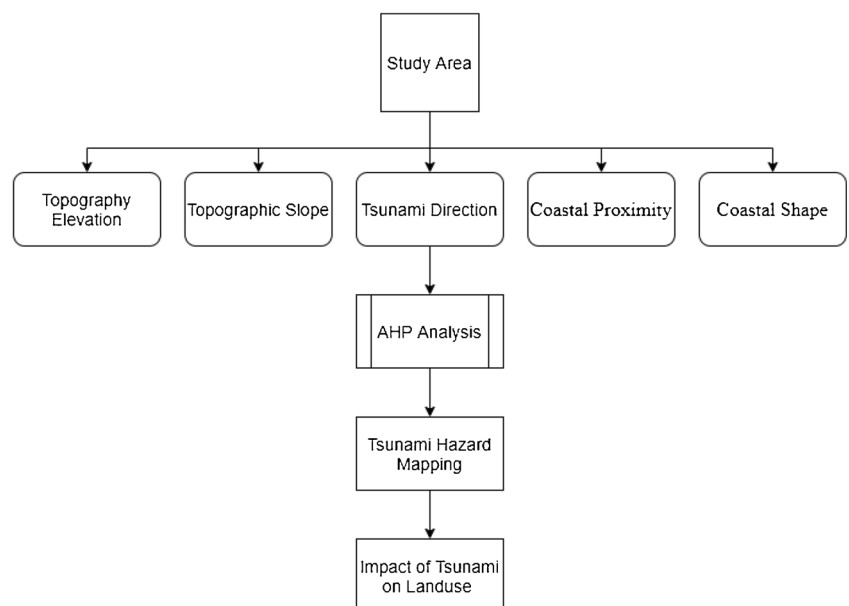 Study Area
Topography
Elevation
Topographic Slope
Tsunami Direction
Coastal Proximity
Coastal Shape
AHP Analysis
Tsunami Hazard
Mapping
Impact of Tsunami
on Landuse